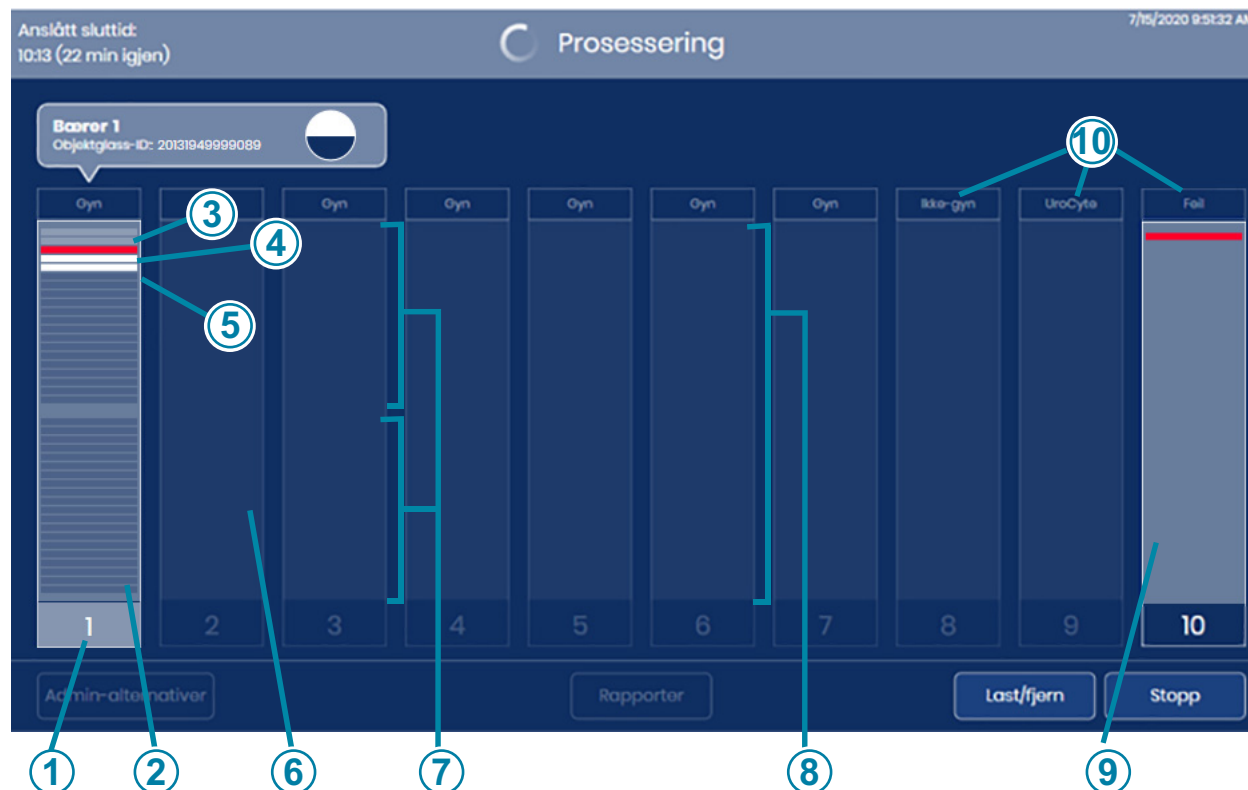 Anslått sluttid:
10:13 (22 min igjen)
Prosessering
7/15/2020 9:51:32 AM
Bærer 1
Objektglass-ID: 20131949999089
Gyn
Gyn
Gyn
Gyn
Gyn
Gyn
Ikke-gyn
UroCyte
Feil
10
3
4
5
1
2
3
4
5
6
7
8
9
10
Admin-alternativer
Rapporter
Last/fjern
Stopp
1
2
6
7
8
9